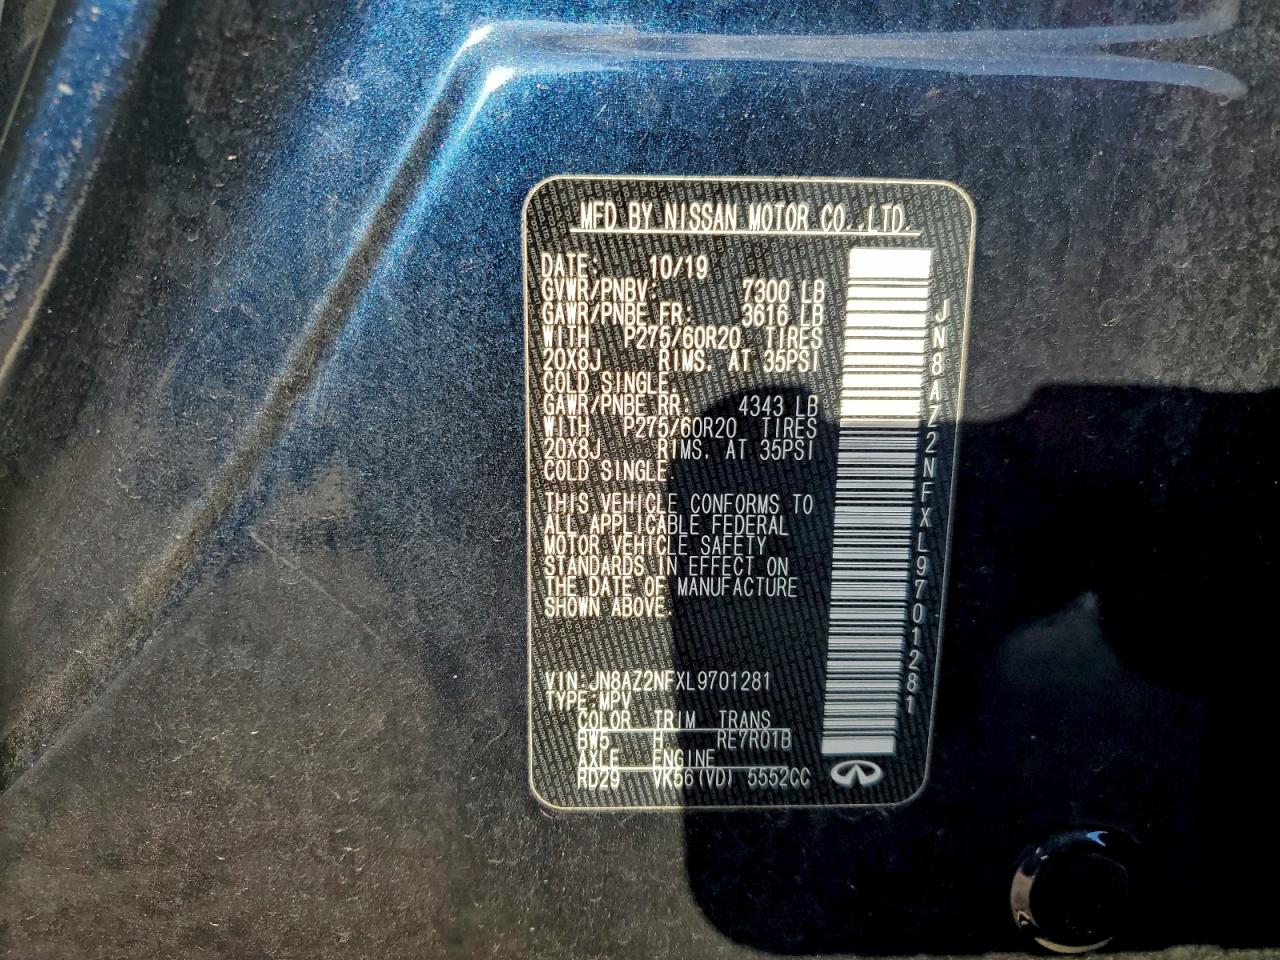 MFD BY NISSAN MOTOR CO.,LTD.
DATE: 10/19
GVWR/PNBV: 7300 LB
GAWR/PNBE FR: 3616 LB
WITH P275/60R20 TIRES
20X8J RIMS. AT 35PSI
COLD SINGLE.
GAWR/PNBE RR: 4343 LB
WITH P275/60R20 TIRES
20X8J RIMS. AT 35PSI
COLD SINGLE.
THIS VEHICLE CONFORMS TO
ALL APPLICABLE FEDERAL
MOTOR VEHICLE SAFETY
STANDARDS IN EFFECT ON
THE DATE OF MANUFACTURE
SHOWN ABOVE.
VIN:JN8AZ2NFXL9701281
TYPE:MPV
COLOR TRIM TRANS
BW5 H RE7R01B
AXLE ENGINE
RD29 VK56(VD) 5552CC
JN8AZ2NFXL9701281